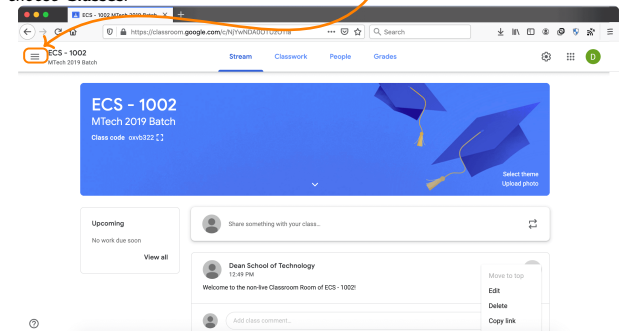 ECS - 1002 MTech 2019 Batch
https://classroom.google.com/c/
Search
ECS - 1002
MTech 2019 Batch
Stream Classwork People Grades
D
ECS - 1002
MTech 2019 Batch
Class code oxvb322
Select theme
Upload photo
Upcoming
No work due soon
View all
Share something with your class...
Dean School of Technology
12:49 PM
Welcome to the non-live Classroom Room of ECS - 1002!
Move to top
Edit
Delete
Copy link
Add class comment...